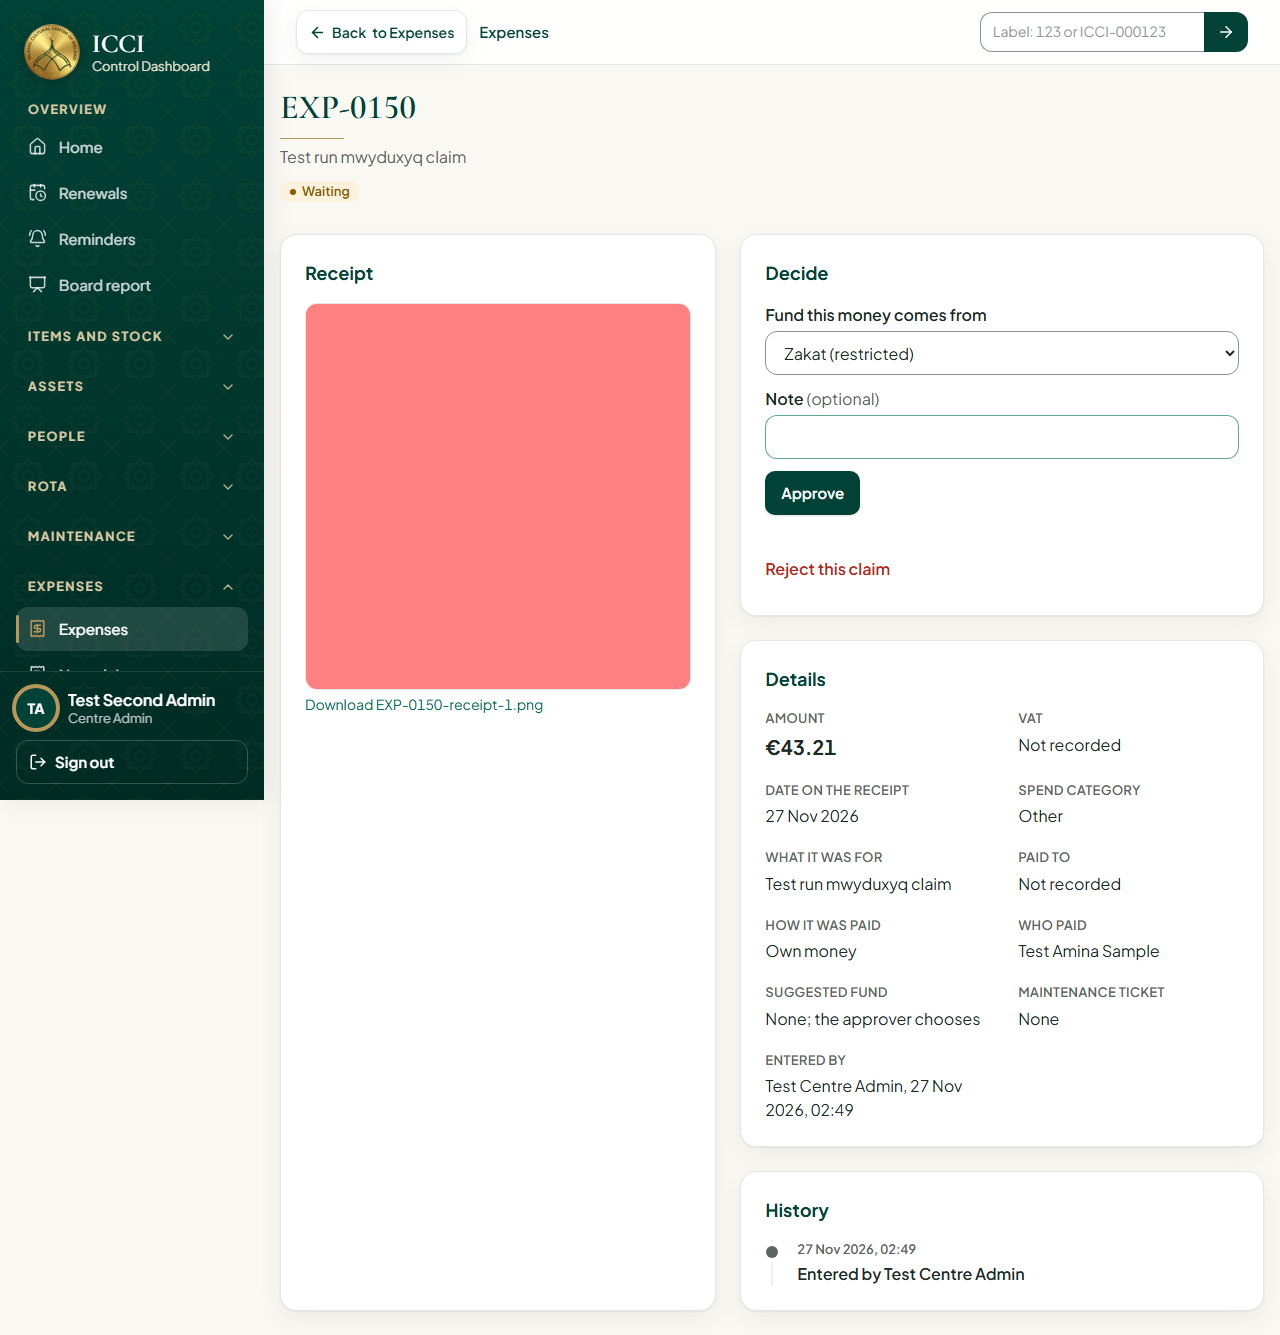 ICCI
Control Dashboard
OVERVIEW
Home
Renewals
Reminders
Board report
ITEMS AND STOCK
ASSETS
PEOPLE
ROTA
MAINTENANCE
EXPENSES
Expenses
TA
Test Second Admin
Centre Admin
Sign out
Back to Expenses
Expenses
Label: 123 or ICCI-000123
EXP-0150
Test run mwyduxyq claim
Waiting
Receipt
Download EXP-0150-receipt-1.png
Decide
Fund this money comes from
Zakat (restricted)
Note (optional)
Approve
Reject this claim
Details
AMOUNT
€43.21
VAT
Not recorded
DATE ON THE RECEIPT
27 Nov 2026
SPEND CATEGORY
Other
WHAT IT WAS FOR
Test run mwyduxyq claim
PAID TO
Not recorded
HOW IT WAS PAID
Own money
WHO PAID
Test Amina Sample
SUGGESTED FUND
None; the approver chooses
MAINTENANCE TICKET
None
ENTERED BY
Test Centre Admin, 27 Nov
2026, 02:49
History
27 Nov 2026, 02:49
Entered by Test Centre Admin